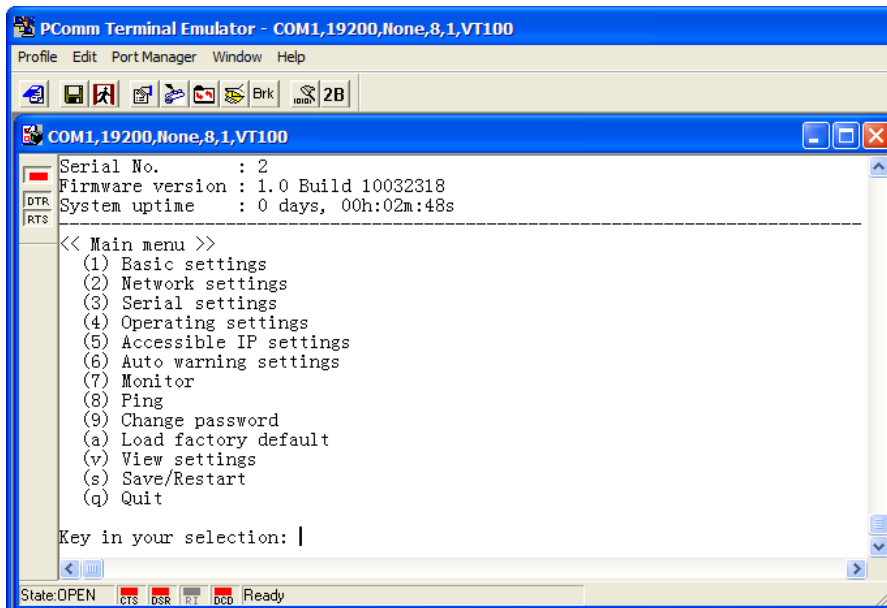 PComm Terminal Emulator - COM1,19200,None,8,1,VT100
Profile Edit Port Manager Window Help
Brk 2B
COM1,19200,None,8,1,VT100
DTR
RTS
Serial No. : 2
Firmware version : 1.0 Build 10032318
System uptime : 0 days, 00h:02m:48s
<< Main menu >>
(1) Basic settings
(2) Network settings
(3) Serial settings
(4) Operating settings
(5) Accessible IP settings
(6) Auto warning settings
(7) Monitor
(8) Ping
(9) Change password
(a) Load factory default
(v) View settings
(s) Save/Restart
(q) Quit
Key in your selection:
State:OPEN CTS DSR RI DCD Ready